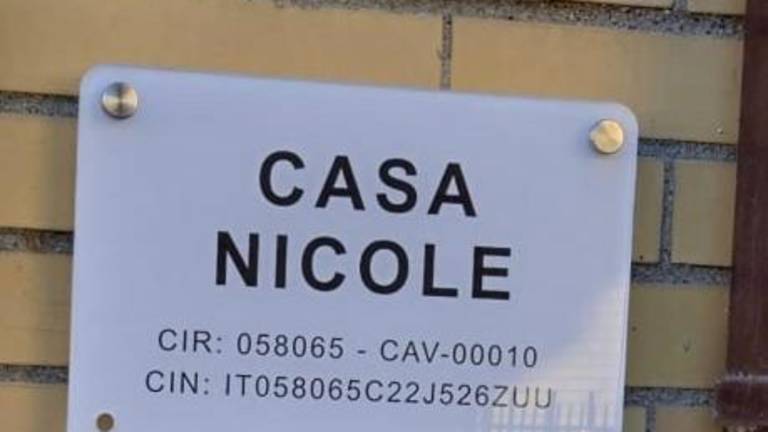 CASA
NICOLE
CIR: 058065 - CAV-00010
CIN: IT058065C22J526ZUU